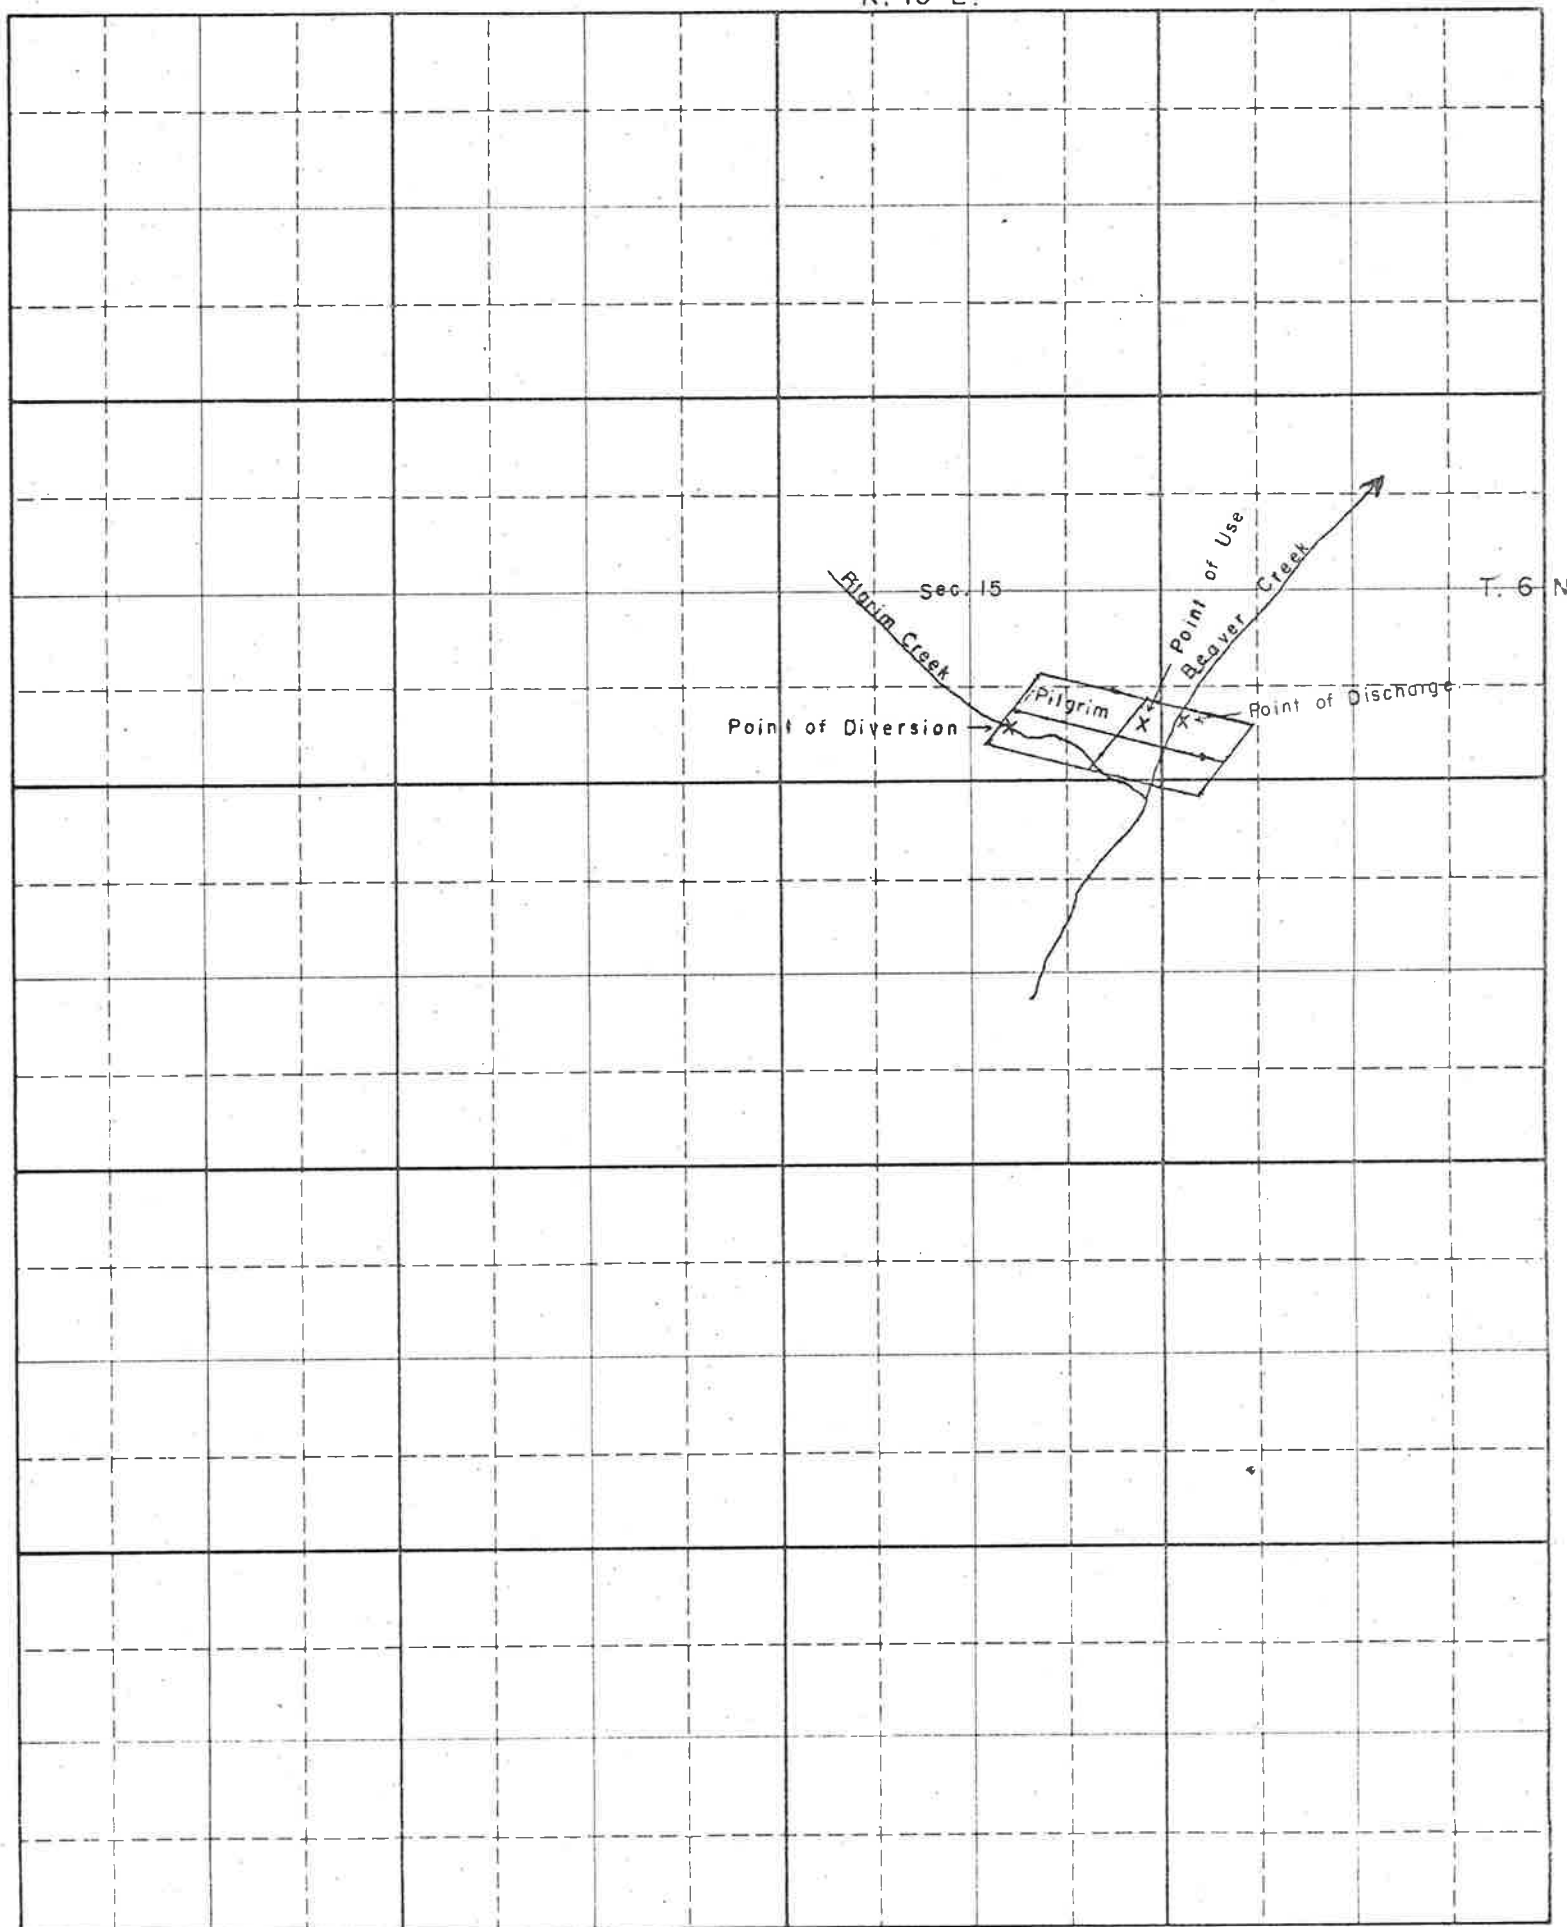 Sec. 15
T. 6 N
Point of Use
Beaver Creek
Pilgrim Creek
Pilgrim
Point of Diversion
Point of Discharge